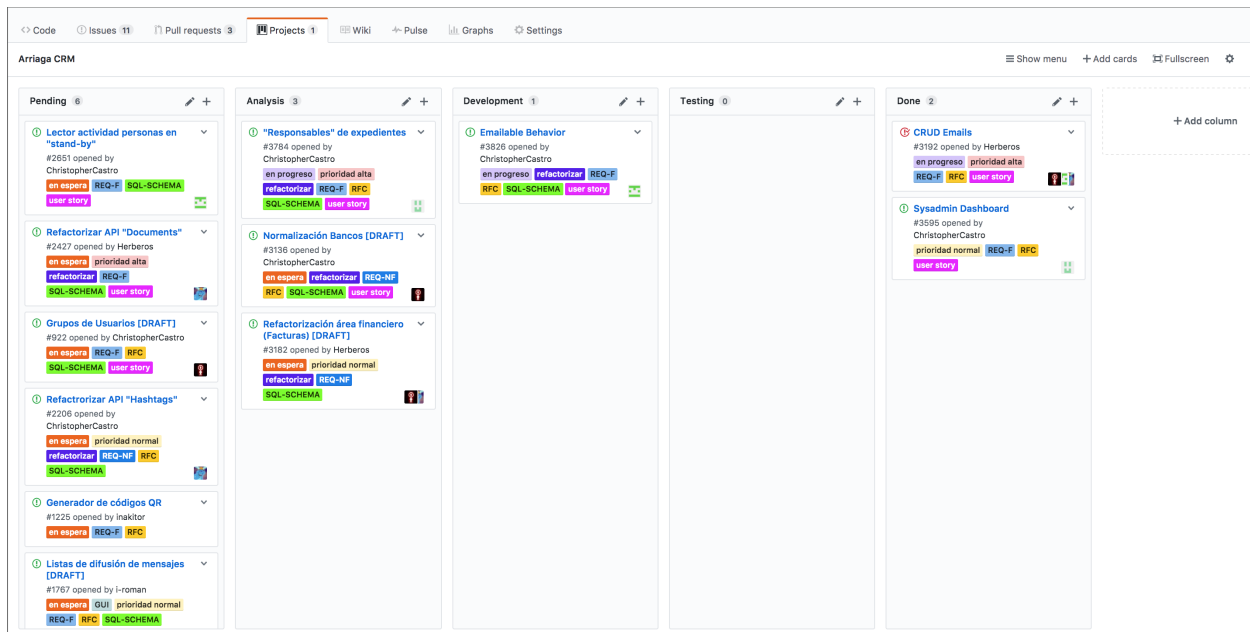 Code Issues 11 Pull requests 3 Projects 1 Wiki Pulse Graphs Settings
Arriaga CRM Show menu Add cards Fullscreen
Pending 6
Lector actividad personas en
"stand-by"
#2651 opened by
ChristopherCastro
en espera REQ-F SQL-SCHEMA
user story
Refactorizar API "Documents"
#2427 opened by Herberos
en espera prioridad alta
refactorizar REQ-F
SQL-SCHEMA user story
Grupos de Usuarios [DRAFT]
#922 opened by ChristopherCastro
en espera REQ-F RFC
SQL-SCHEMA user story
Refactrorizar API "Hashtags"
#2206 opened by
ChristopherCastro
en espera prioridad normal
refactorizar REQ-NF RFC
SQL-SCHEMA
Generador de códigos QR
#1225 opened by inakitor
en espera REQ-F RFC
Listas de difusión de mensajes
[DRAFT]
#1767 opened by i-roman
en espera GUI prioridad normal
REQ-F RFC SQL-SCHEMA
Analysis 3
"Responsables" de expedientes
#3784 opened by
ChristopherCastro
en progreso prioridad alta
refactorizar REQ-F RFC
SQL-SCHEMA user story
Normalización Bancos [DRAFT]
#3136 opened by
ChristopherCastro
en espera refactorizar REQ-NF
RFC SQL-SCHEMA user story
Refactorización área financiero
(Facturas) [DRAFT]
#3182 opened by Herberos
en espera prioridad normal
refactorizar REQ-NF
SQL-SCHEMA
Development 1
Emailable Behavior
#3826 opened by
ChristopherCastro
en progreso refactorizar REQ-F
RFC SQL-SCHEMA user story
Testing 0
Done 2
CRUD Emails
#3192 opened by Herberos
en progreso prioridad alta
REQ-F RFC user story
Sysadmin Dashboard
#3595 opened by
ChristopherCastro
prioridad normal REQ-F RFC
user story
+ Add column